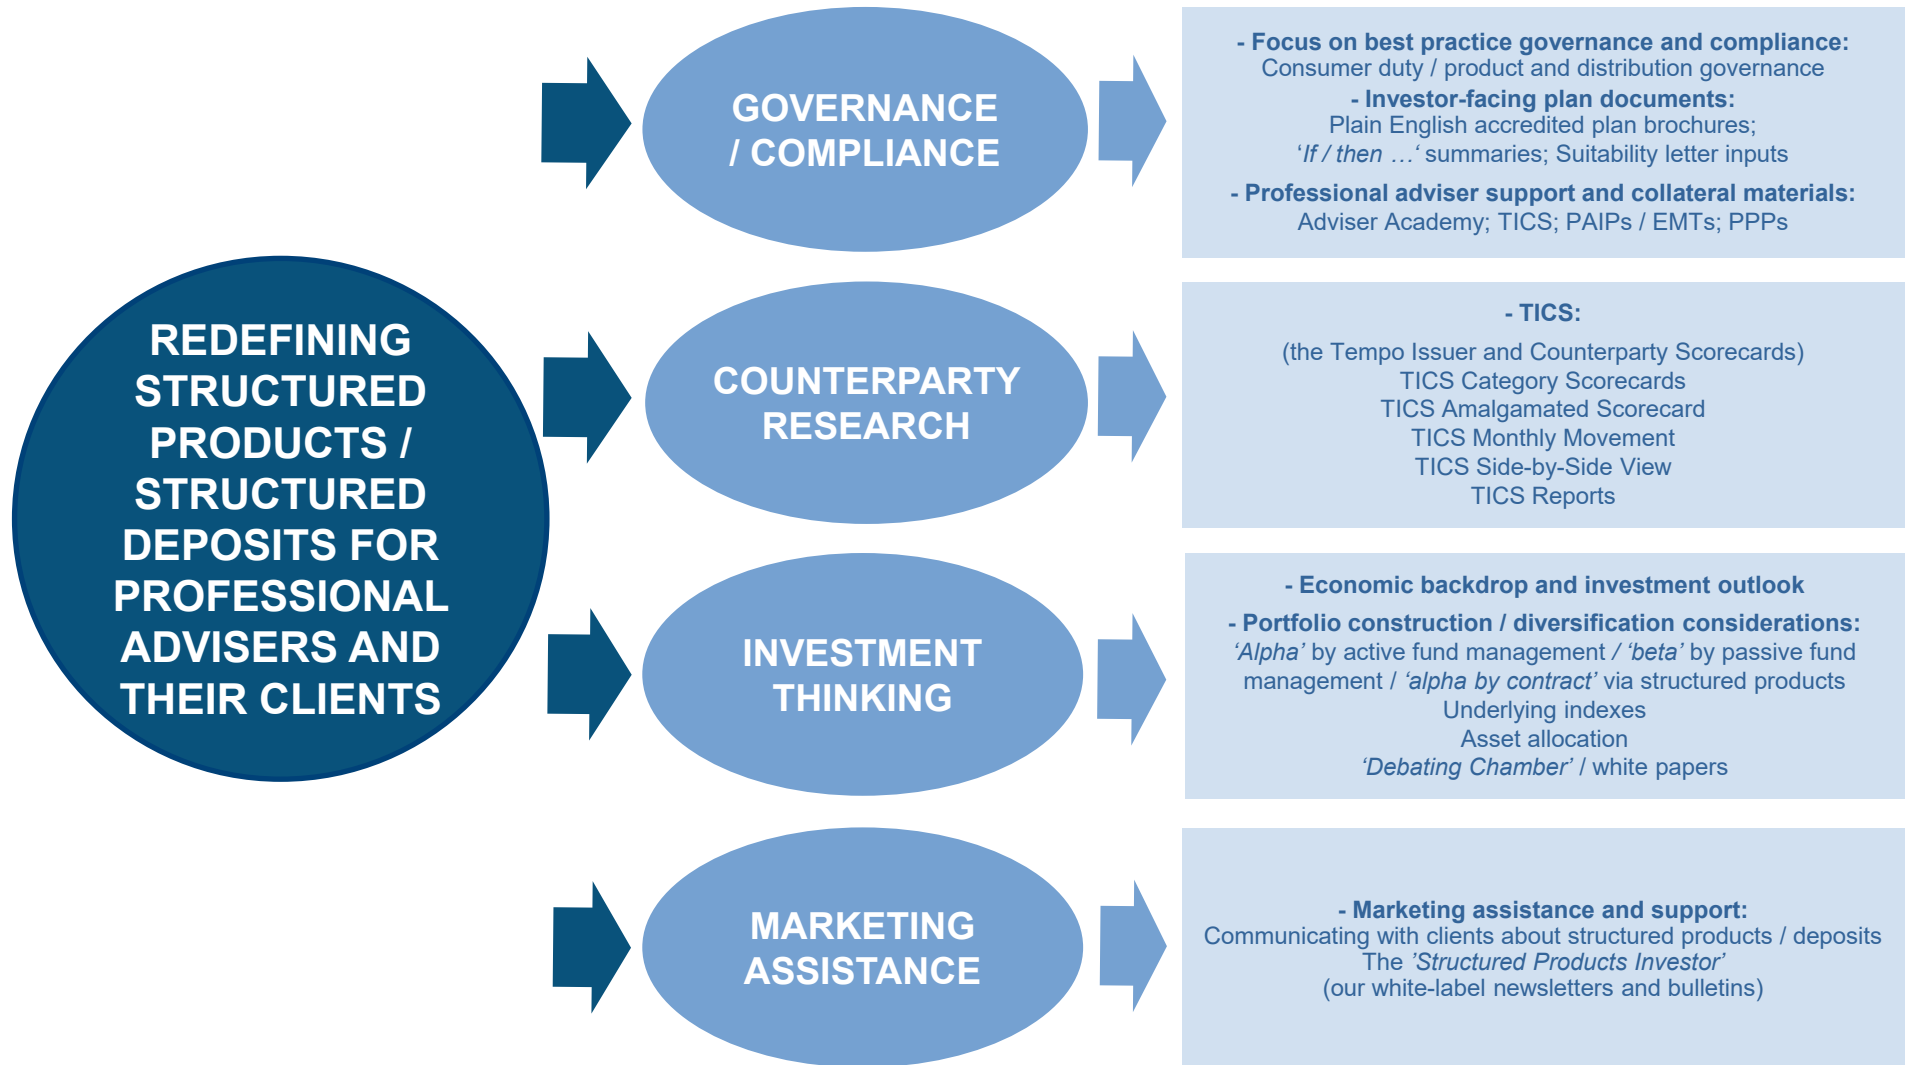 REDEFINING
STRUCTURED
PRODUCTS /
STRUCTURED
DEPOSITS FOR
PROFESSIONAL
ADVISERS AND
THEIR CLIENTS
GOVERNANCE
/ COMPLIANCE
- Focus on best practice governance and compliance:
Consumer duty / product and distribution governance
- Investor-facing plan documents:
Plain English accredited plan brochures;
‘If / then …‘ summaries; Suitability letter inputs
- Professional adviser support and collateral materials:
Adviser Academy; TICS; PAIPs / EMTs; PPPs
COUNTERPARTY
RESEARCH
- TICS:
(the Tempo Issuer and Counterparty Scorecards)
TICS Category Scorecards
TICS Amalgamated Scorecard
TICS Monthly Movement
TICS Side-by-Side View
TICS Reports
INVESTMENT
THINKING
- Economic backdrop and investment outlook
- Portfolio construction / diversification considerations:
‘Alpha’ by active fund management / ‘beta’ by passive fund
management / ‘alpha by contract’ via structured products
Underlying indexes
Asset allocation
‘Debating Chamber’ / white papers
MARKETING
ASSISTANCE
- Marketing assistance and support:
Communicating with clients about structured products / deposits
The ’Structured Products Investor’
(our white-label newsletters and bulletins)